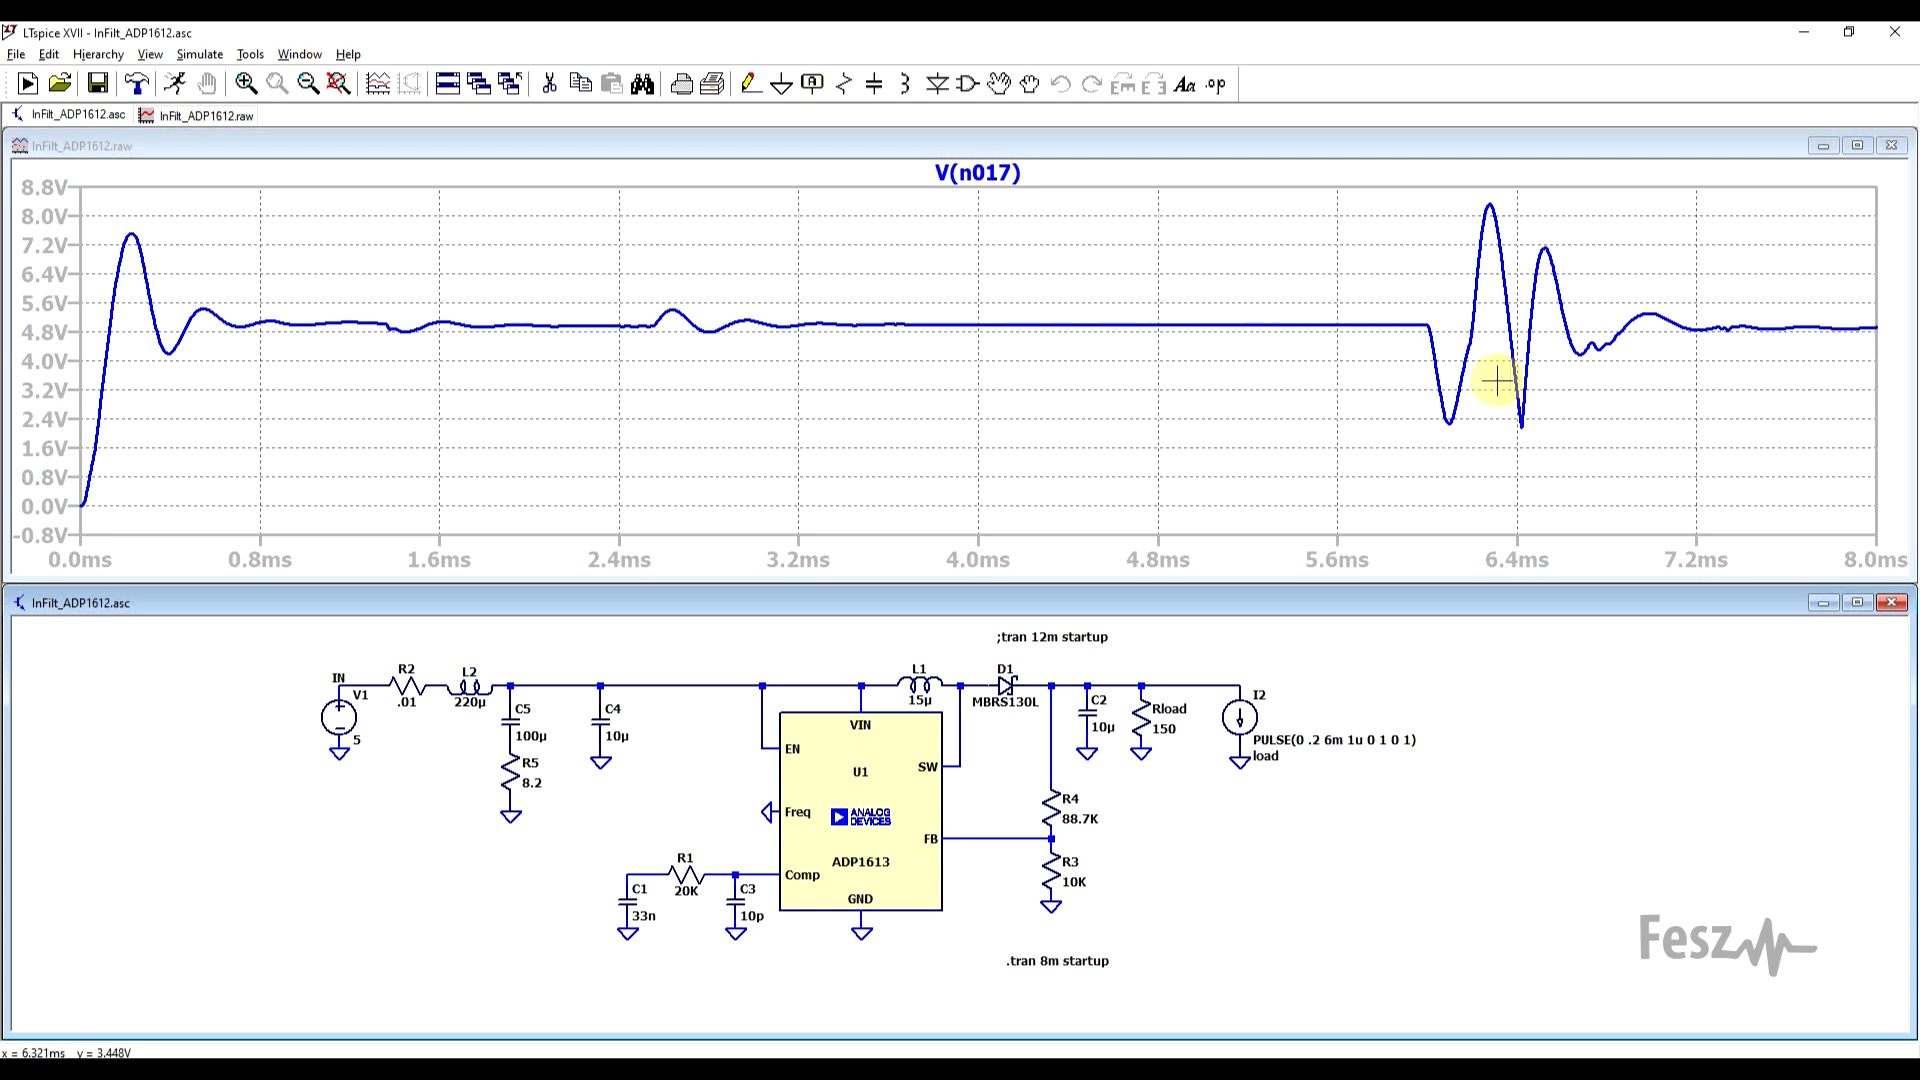 LTspice XVII - InFilt_ADP1612.asc
File Edit Hierarchy View Simulate Tools Window Help
Aa .op
InFilt_ADP1612.asc InFilt_ADP1612.raw
InFilt_ADP1612.raw
V(n017)
8.8V
8.0V
7.2V
6.4V
5.6V
4.8V
4.0V
3.2V
2.4V
1.6V
0.8V
0.0V
-0.8V
0.0ms 0.8ms 1.6ms 2.4ms 3.2ms 4.0ms 4.8ms 5.6ms 6.4ms 7.2ms 8.0ms
InFilt_ADP1612.asc
;tran 12m startup
IN
V1
5
R2
.01
L2
220µ
C5
100µ
R5
8.2
C4
10µ
L1
15µ
D1
MBRS130L
C2
10µ
Rload
150
I2
PULSE(0 .2 6m 1u 0 1 0 1)
load
VIN
EN
SW
U1
Freq
ANALOG
DEVICES
FB
ADP1613
Comp
GND
R4
88.7K
R3
10K
R1
20K
C1
33n
C3
10p
.tran 8m startup
Fesz
x = 6.321ms y = 3.448V